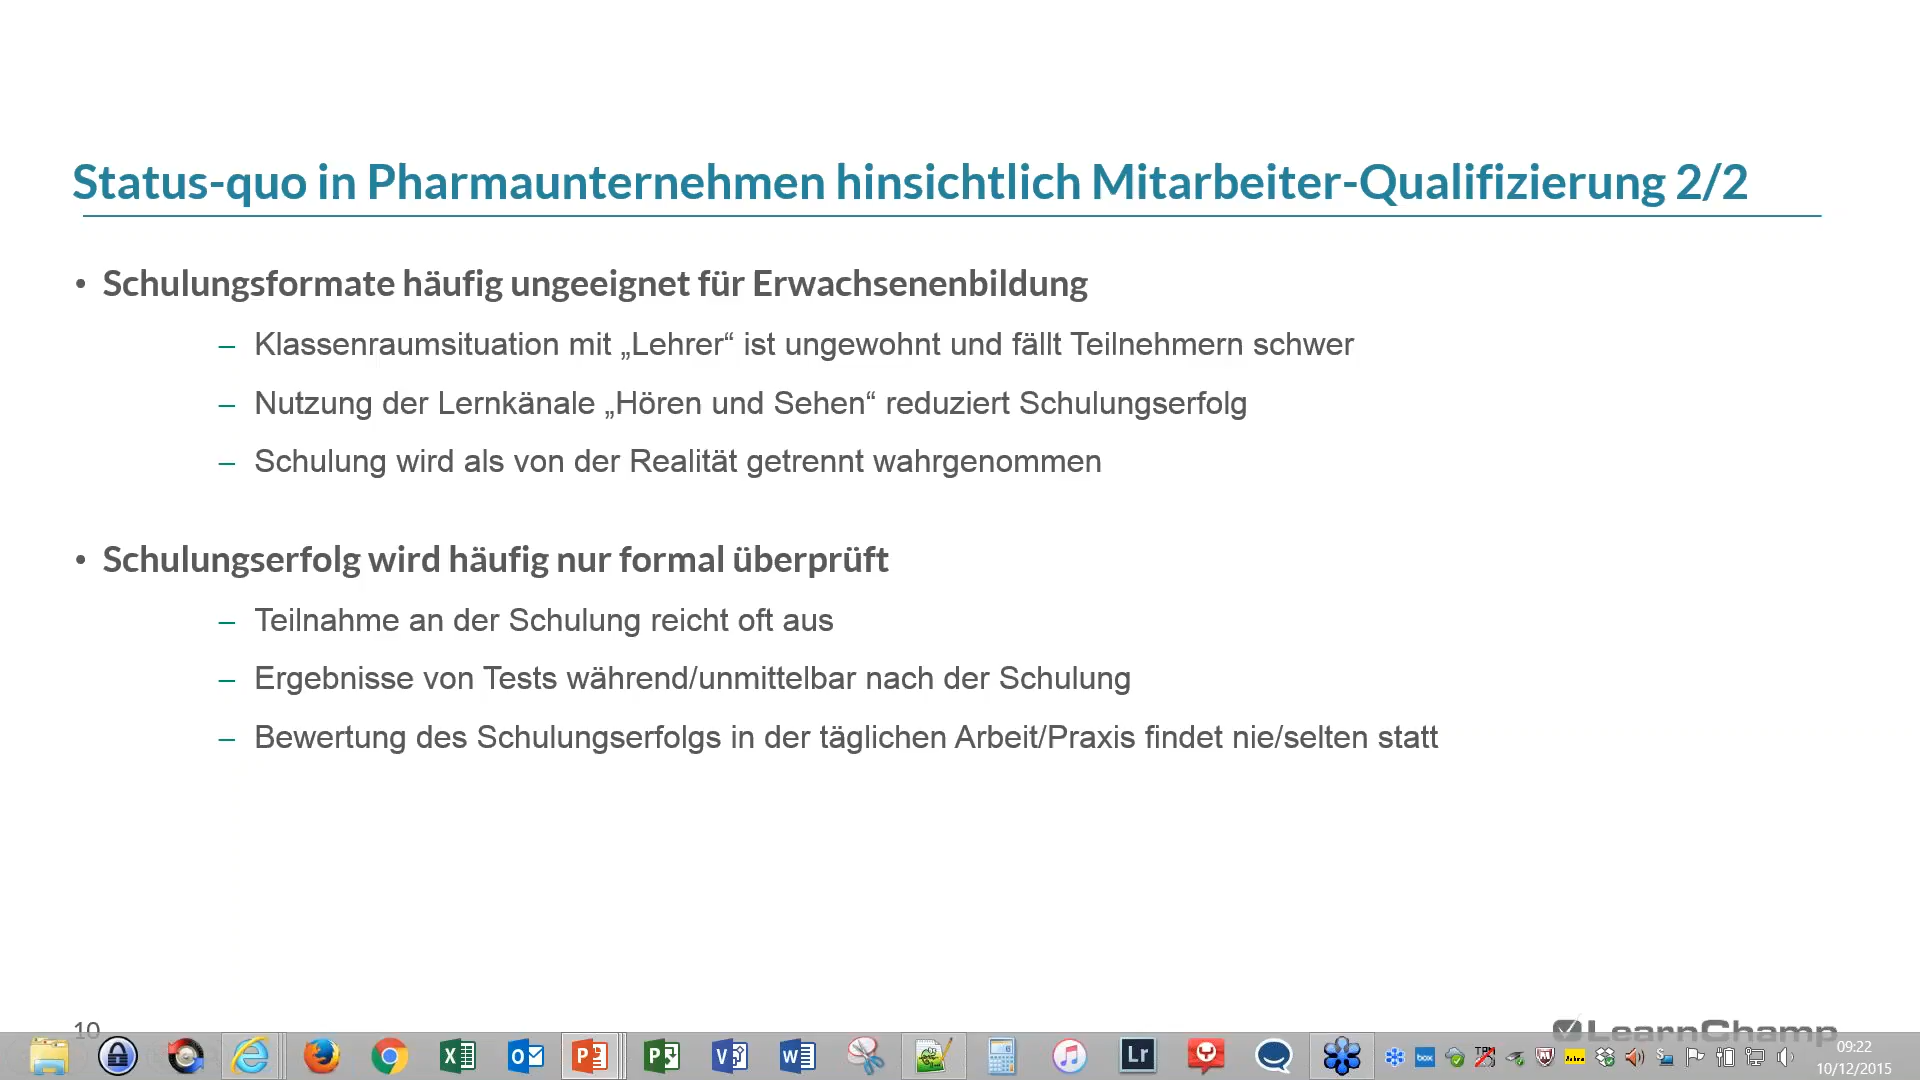 Status-quo in Pharmaunternehmen hinsichtlich Mitarbeiter-Qualifizierung 2/2
• Schulungsformate häufig ungeeignet für Erwachsenenbildung
– Klassenraumsituation mit „Lehrer“ ist ungewohnt und fällt Teilnehmern schwer
– Nutzung der Lernkänale „Hören und Sehen“ reduziert Schulungserfolg
– Schulung wird als von der Realität getrennt wahrgenommen
• Schulungserfolg wird häufig nur formal überprüft
– Teilnahme an der Schulung reicht oft aus
– Ergebnisse von Tests während/unmittelbar nach der Schulung
– Bewertung des Schulungserfolgs in der täglichen Arbeit/Praxis findet nie/selten statt
10
LearnChamp
Lr
box
09:22
10/12/2015